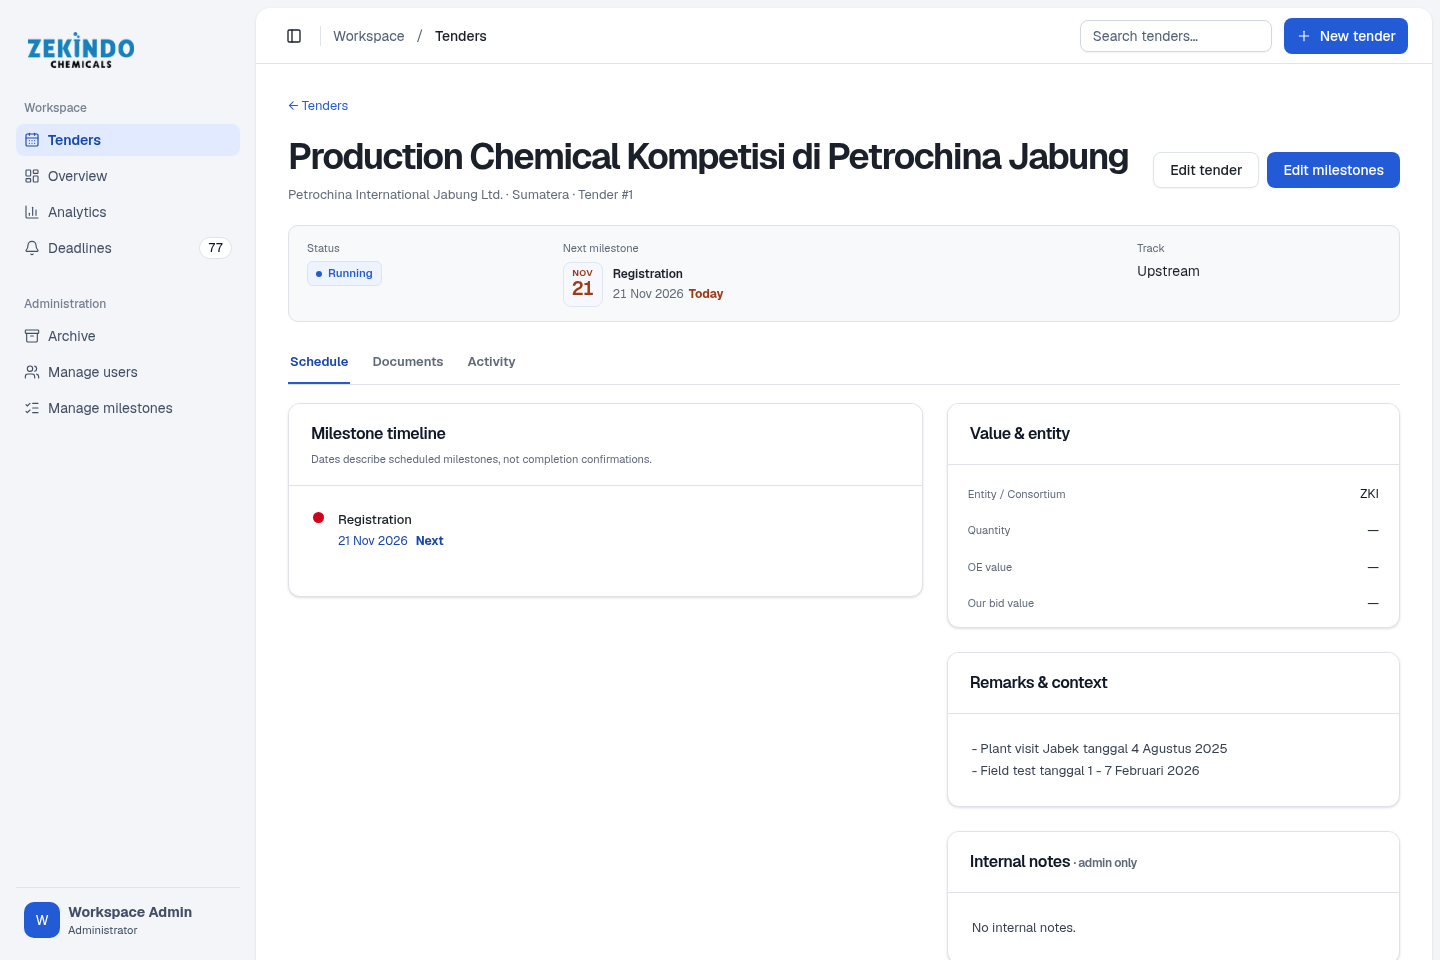 ZEKINDO
CHEMICALS
Workspace
Tenders
Overview
Analytics
Deadlines 77
Administration
Archive
Manage users
Manage milestones
W
Workspace Admin
Administrator
Workspace / Tenders
Search tenders...
+ New tender
← Tenders
Production Chemical Kompetisi di Petrochina Jabung
Petrochina International Jabung Ltd. · Sumatera · Tender #1
Edit tender
Edit milestones
Status
Running
Next milestone
NOV
21
Registration
21 Nov 2026 Today
Track
Upstream
Schedule Documents Activity
Milestone timeline
Dates describe scheduled milestones, not completion confirmations.
Registration
21 Nov 2026 Next
Value & entity
Entity / Consortium ZKI
Quantity —
OE value —
Our bid value —
Remarks & context
- Plant visit Jabek tanggal 4 Agustus 2025
- Field test tanggal 1 - 7 Februari 2026
Internal notes · admin only
No internal notes.